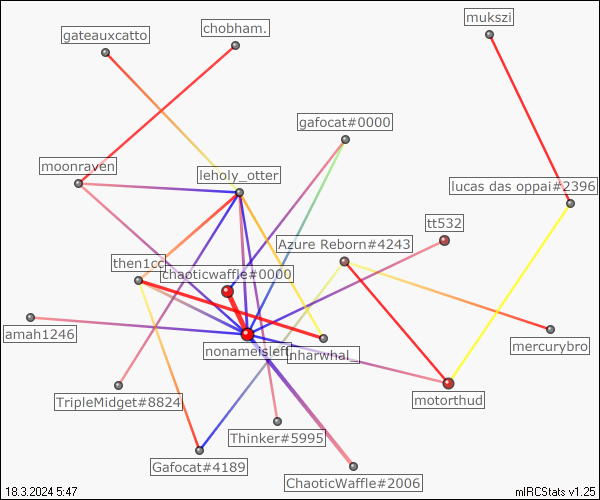 mukszi
chobham.
gateauxcatto
gafocat#0000
moonraven
leholy_otter
lucas das oppai#2396
tt532
Azure Reborn#4243
then1cc
chaoticwaffle#0000
amah1246
mercurybro
nonameisleft
nharwhal_
motorthud
TripleMidget#8824
Thinker#5995
Gafocat#4189
ChaoticWaffle#2006
18.3.2024 5:47
mIRCStats v1.25